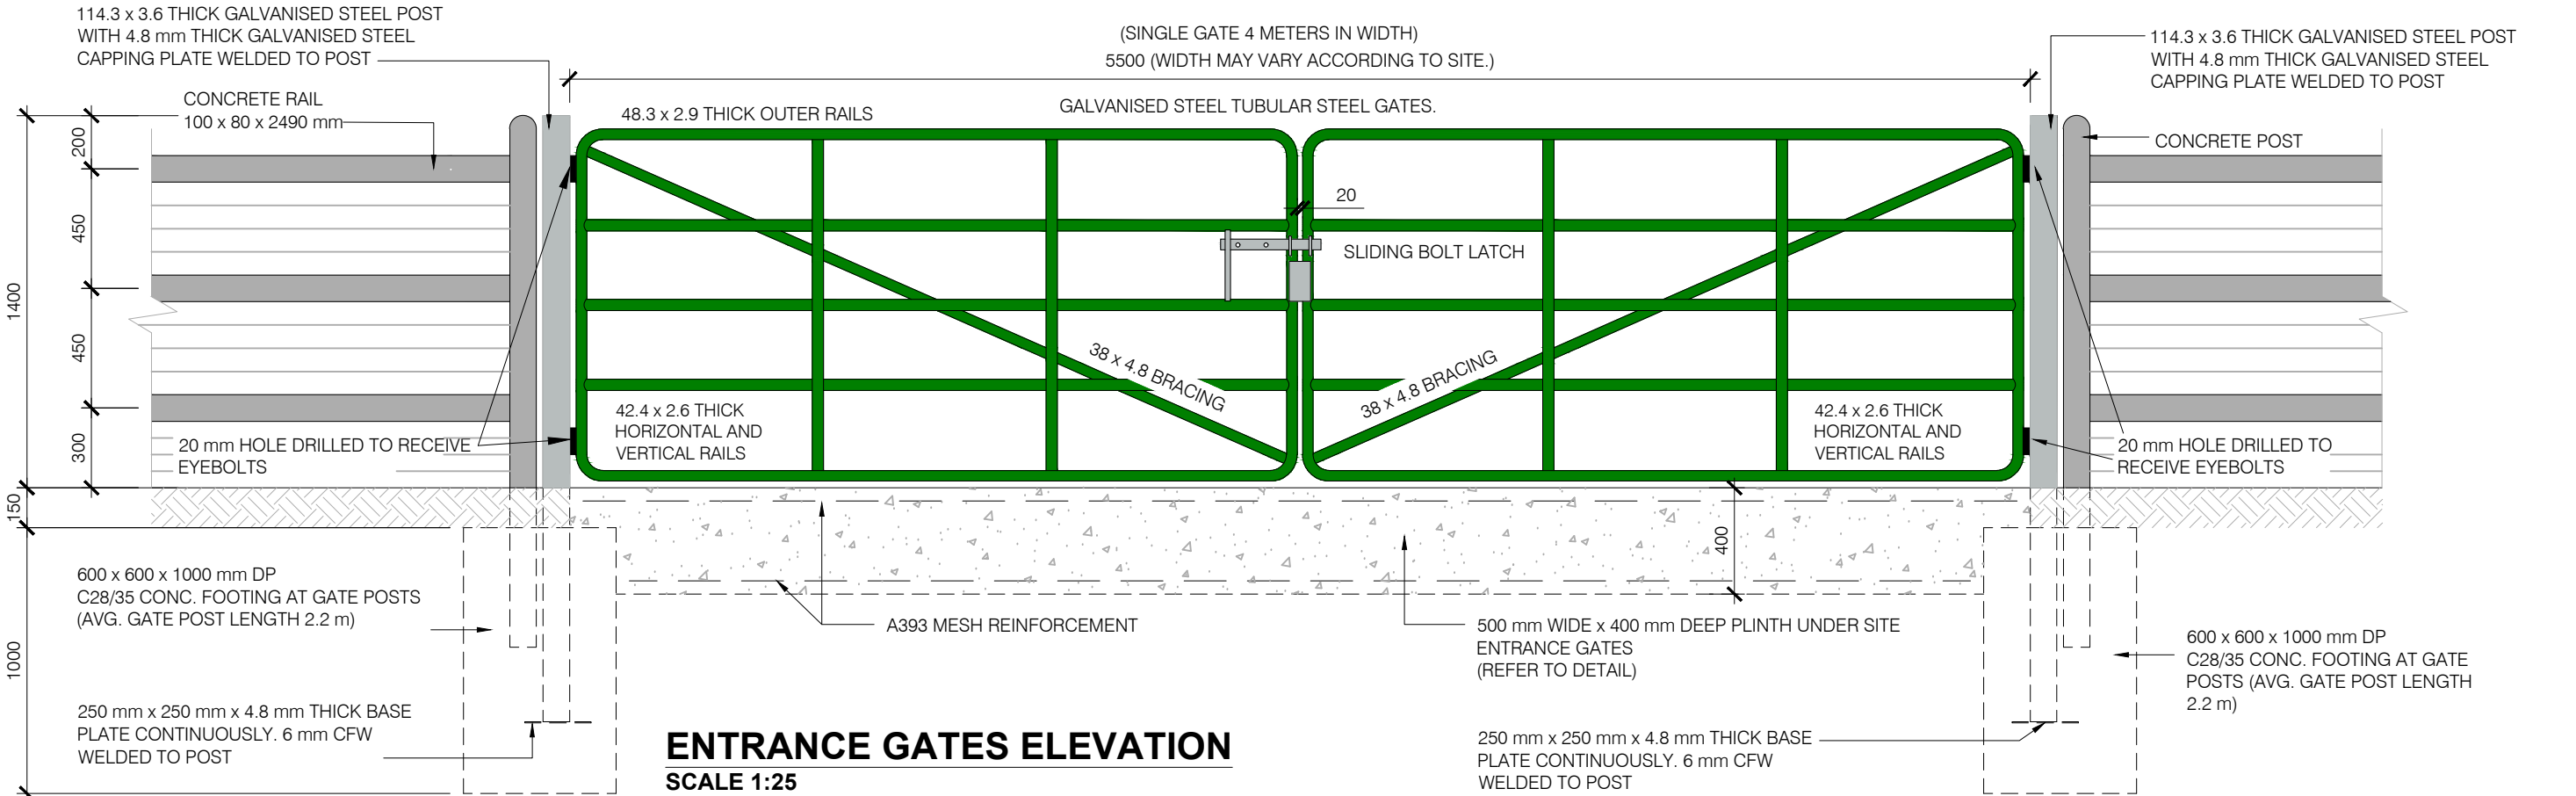 114.3 x 3.6 THICK GALVANISED STEEL POST
WITH 4.8 mm THICK GALVANISED STEEL
CAPPING PLATE WELDED TO POST
(SINGLE GATE 4 METERS IN WIDTH)
5500 (WIDTH MAY VARY ACCORDING TO SITE.)
114.3 x 3.6 THICK GALVANISED STEEL POST
WITH 4.8 mm THICK GALVANISED STEEL
CAPPING PLATE WELDED TO POST
CONCRETE RAIL
100 x 80 x 2490 mm
48.3 x 2.9 THICK OUTER RAILS
GALVANISED STEEL TUBULAR STEEL GATES.
CONCRETE POST
200
450
1400
450
300
150
1000
20
SLIDING BOLT LATCH
38 x 4.8 BRACING
38 x 4.8 BRACING
42.4 x 2.6 THICK
HORIZONTAL AND
VERTICAL RAILS
42.4 x 2.6 THICK
HORIZONTAL AND
VERTICAL RAILS
20 mm HOLE DRILLED TO RECEIVE
EYEBOLTS
20 mm HOLE DRILLED TO
RECEIVE EYEBOLTS
400
600 x 600 x 1000 mm DP
C28/35 CONC. FOOTING AT GATE POSTS
(AVG. GATE POST LENGTH 2.2 m)
A393 MESH REINFORCEMENT
500 mm WIDE x 400 mm DEEP PLINTH UNDER SITE
ENTRANCE GATES
(REFER TO DETAIL)
600 x 600 x 1000 mm DP
C28/35 CONC. FOOTING AT GATE
POSTS (AVG. GATE POST LENGTH
2.2 m)
250 mm x 250 mm x 4.8 mm THICK BASE
PLATE CONTINUOUSLY. 6 mm CFW
WELDED TO POST
250 mm x 250 mm x 4.8 mm THICK BASE
PLATE CONTINUOUSLY. 6 mm CFW
WELDED TO POST
ENTRANCE GATES ELEVATION
SCALE 1:25